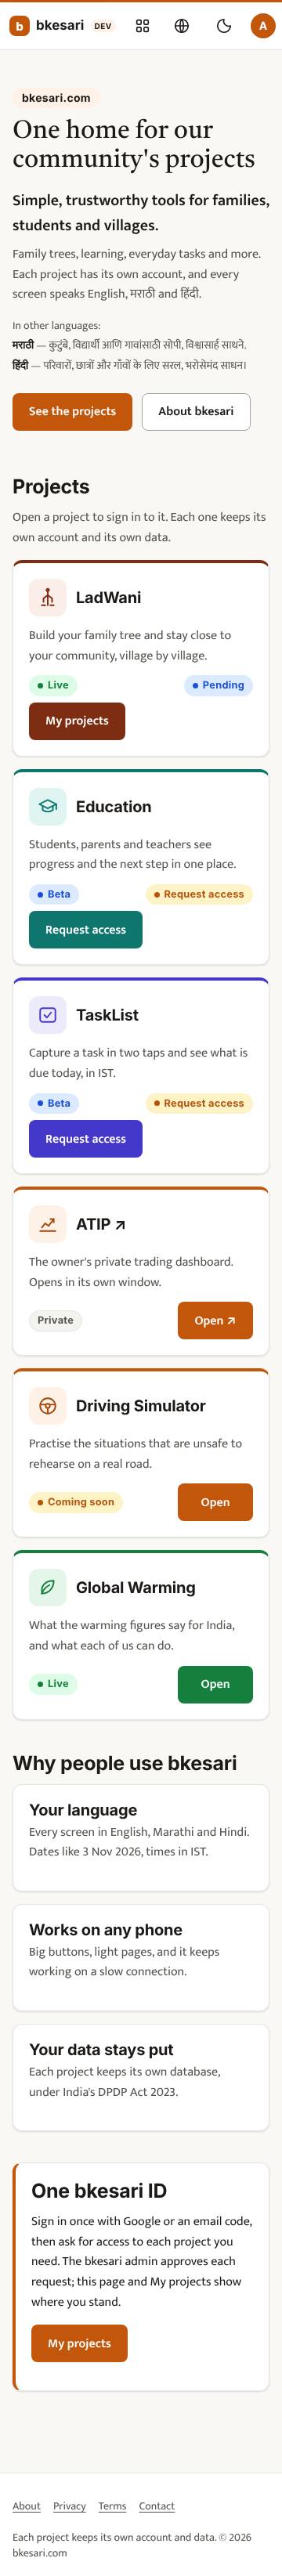 b bkesari DEV A
bkesari.com
One home for our
community's projects
Simple, trustworthy tools for families,
students and villages.
Family trees, learning, everyday tasks and more.
Each project has its own account, and every
screen speaks English, मराठी and हिंदी.
In other languages:
मराठी — कुटुंबे, विद्यार्थी आणि गावांसाठी सोपी, विश्वासार्ह साधने.
हिंदी — परिवारों, छात्रों और गाँवों के लिए सरल, भरोसेमंद साधन।
See the projects About bkesari
Projects
Open a project to sign in to it. Each one keeps its
own account and its own data.
LadWani
Build your family tree and stay close to
your community, village by village.
Live Pending
My projects
Education
Students, parents and teachers see
progress and the next step in one place.
Beta Request access
Request access
TaskList
Capture a task in two taps and see what is
due today, in IST.
Beta Request access
Request access
ATIP ↗
The owner's private trading dashboard.
Opens in its own window.
Private Open ↗
Driving Simulator
Practise the situations that are unsafe to
rehearse on a real road.
Coming soon Open
Global Warming
What the warming figures say for India,
and what each of us can do.
Live Open
Why people use bkesari
Your language
Every screen in English, Marathi and Hindi.
Dates like 3 Nov 2026, times in IST.
Works on any phone
Big buttons, light pages, and it keeps
working on a slow connection.
Your data stays put
Each project keeps its own database,
under India's DPDP Act 2023.
One bkesari ID
Sign in once with Google or an email code,
then ask for access to each project you
need. The bkesari admin approves each
request; this page and My projects show
where you stand.
My projects
About Privacy Terms Contact
Each project keeps its own account and data. © 2026
bkesari.com